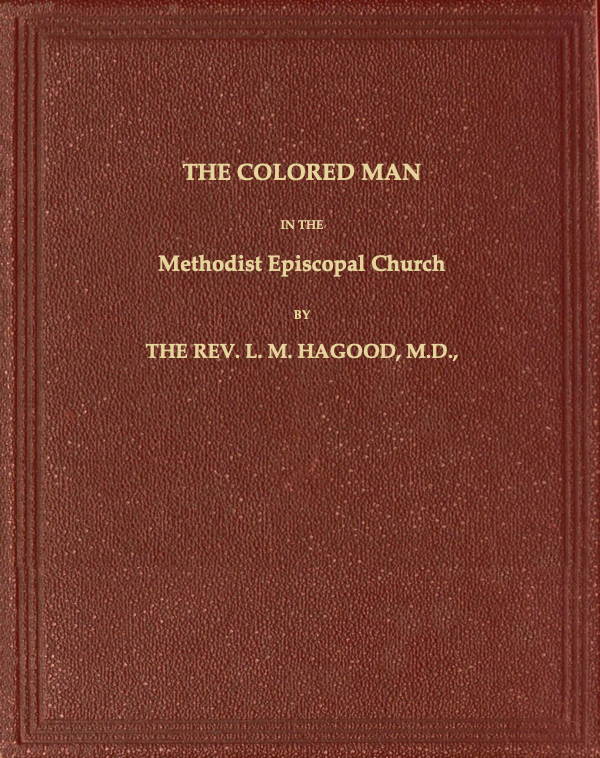 THE COLORED MAN
IN THE
Methodist Episcopal Church
BY
THE REV. L. M. HAGOOD, M.D.,